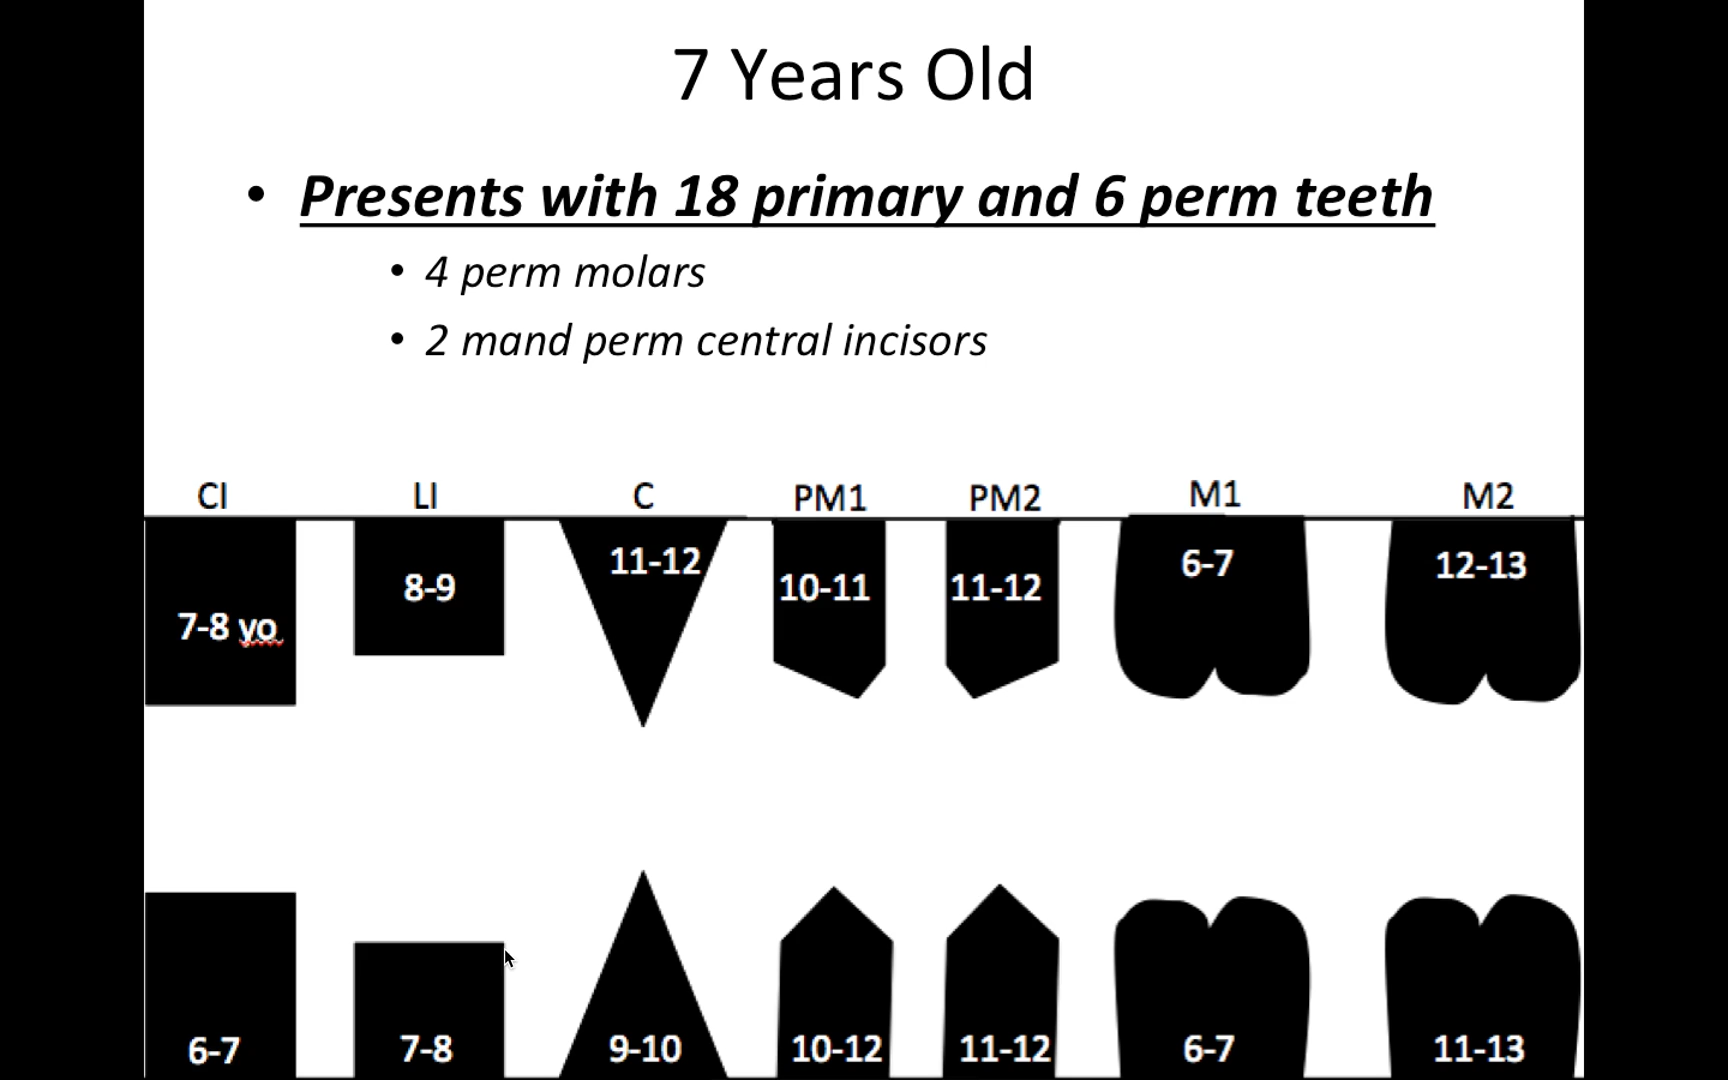 7 Years Old
• Presents with 18 primary and 6 perm teeth
• 4 perm molars
• 2 mand perm central incisors
CI LI C PM1 PM2 M1 M2
7-8 yo 8-9 11-12 10-11 11-12 6-7 12-13
6-7 7-8 9-10 10-12 11-12 6-7 11-13